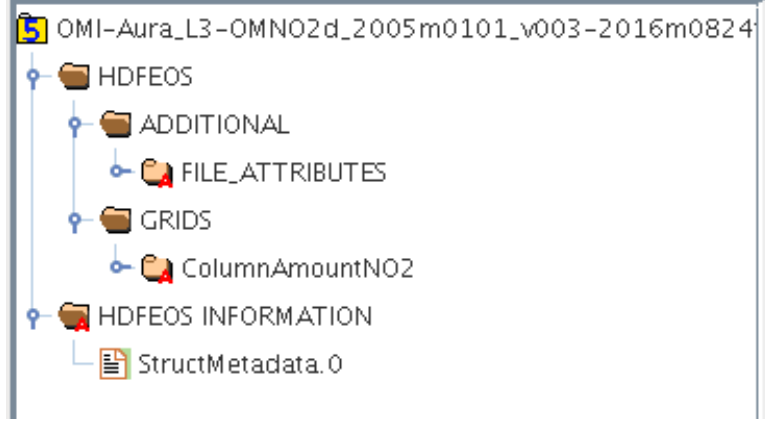 OMI-Aura_L3-OMNO2d_2005m0101_v003-2016m0824
HDFEOS
ADDITIONAL
FILE_ATTRIBUTES
GRIDS
ColumnAmountNO2
HDFEOS INFORMATION
StructMetadata.0